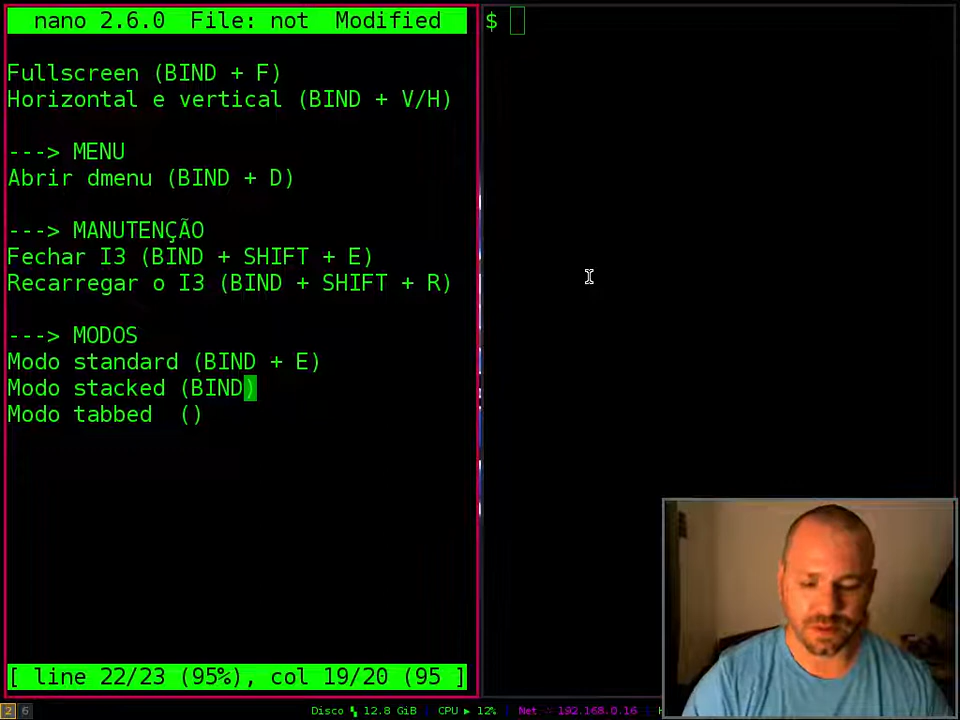 nano 2.6.0 File: not Modified
Fullscreen (BIND + F)
Horizontal e vertical (BIND + V/H)
---> MENU
Abrir dmenu (BIND + D)
---> MANUTENÇÃO
Fechar I3 (BIND + SHIFT + E)
Recarregar o I3 (BIND + SHIFT + R)
---> MODOS
Modo standard (BIND + E)
Modo stacked (BIND)
Modo tabbed ()
[ line 22/23 (95%), col 19/20 (95 ]
$
2 6 Disco 12.8 GiB CPU ▶ 12% Net 192.168.0.16